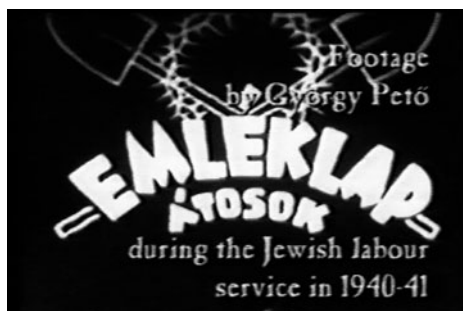 Footage
by György Pető
EMLEKLAP
ÁTOSOK
during the Jewish labour
service in 1940-41